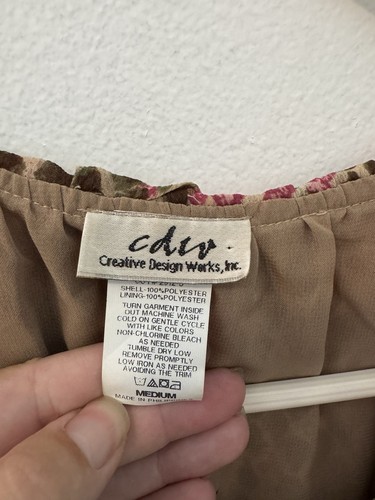 cdw.
Creative Design Works, Inc.
SHELL-100%POLYESTER
LINING-100%POLYESTER
TURN GARMENT INSIDE
OUT MACHINE WASH
COLD ON GENTLE CYCLE
WITH LIKE COLORS
NON-CHLORINE BLEACH
AS NEEDED
TUMBLE DRY LOW
REMOVE PROMPTLY
LOW IRON AS NEEDED
AVOIDING THE TRIM
MEDIUM
MADE IN